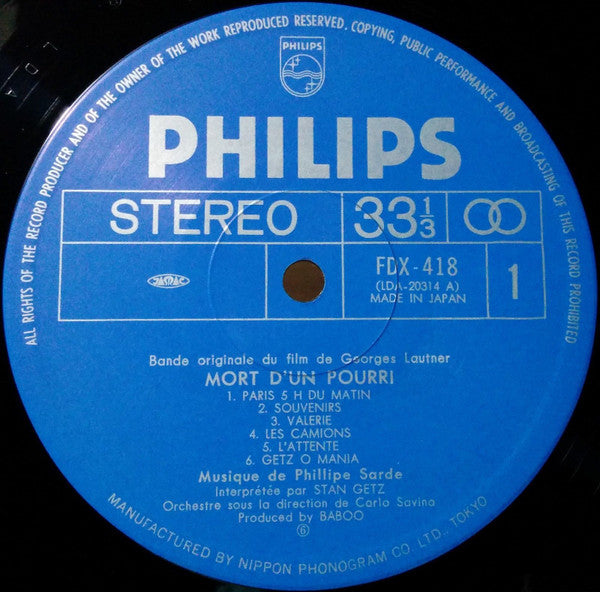 ALL RIGHTS OF THE RECORD PRODUCER AND OF THE OWNER OF THE WORK REPRODUCED RESERVED. COPYING, PUBLIC PERFORMANCE AND BROADCASTING OF THIS RECORD PROHIBITED
PHILIPS
PHILIPS
STEREO
33 1/3
JASRAC
FDX-418
(LDA-20314 A)
MADE IN JAPAN
1
Bande originale du film de Georges Lautner
MORT D'UN POURRI
1. PARIS 5 H DU MATIN
2. SOUVENIRS
3. VALERIE
4. LES CAMIONS
5. L'ATTENTE
6. GETZ O MANIA
Musique de Phillipe Sarde
Interprétée par STAN GETZ
Orchestre sous la direction de Carlo Savina
Produced by BABOO
⑥
MANUFACTURED BY NIPPON PHONOGRAM CO. LTD., TOKYO